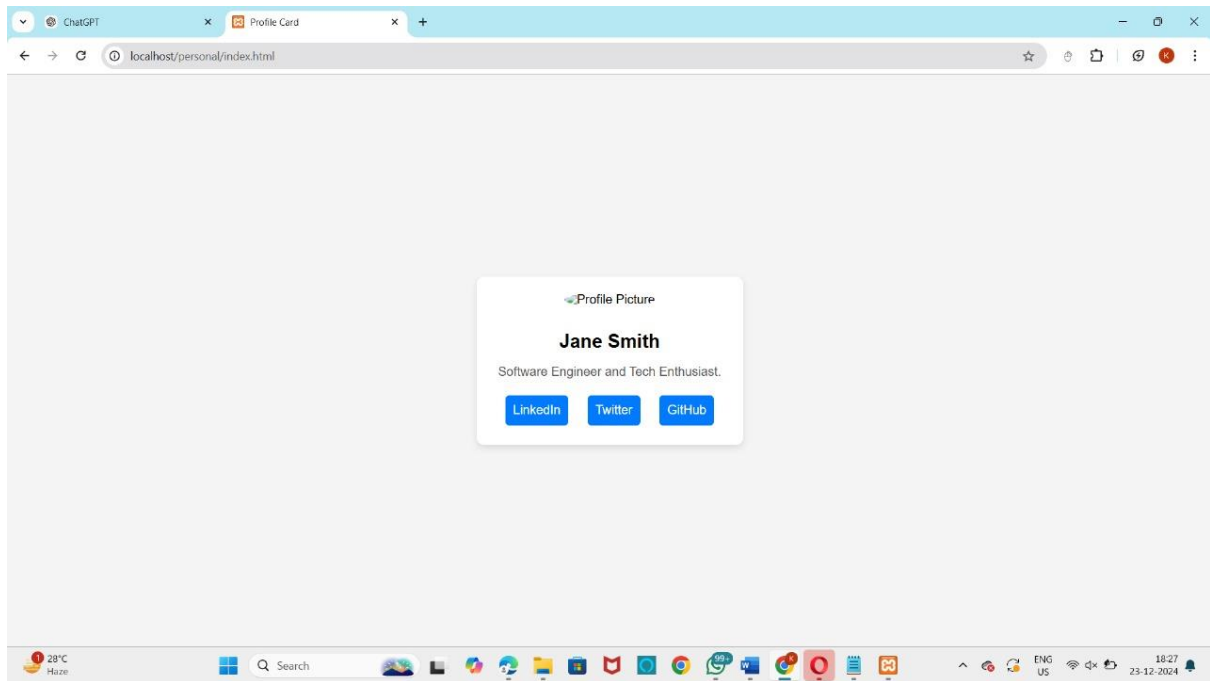 ChatGPT
Profile Card
localhost/personal/index.html
K
Profile Picture
Jane Smith
Software Engineer and Tech Enthusiast.
LinkedIn Twitter GitHub
1
28°C
Haze
Search
99+
ENG
US
18:27
23-12-2024